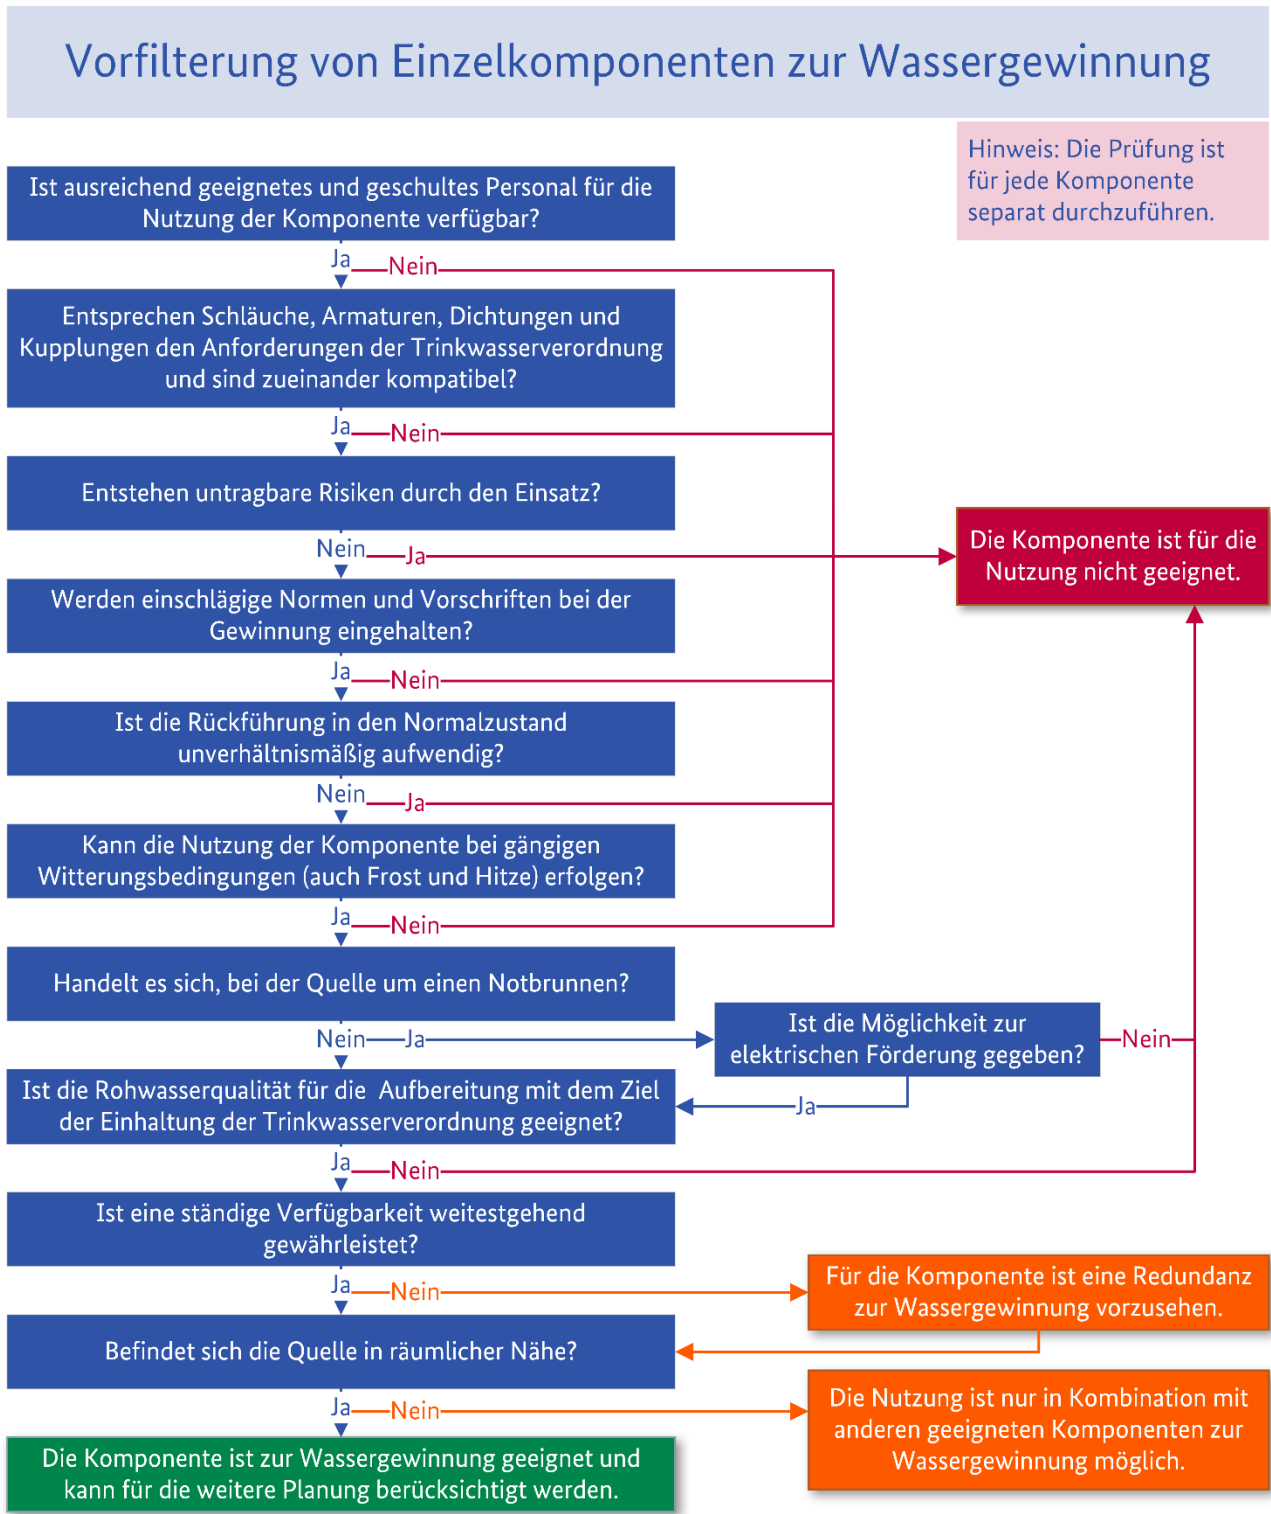 Vorfilterung von Einzelkomponenten zur Wassergewinnung
Hinweis: Die Prüfung ist
für jede Komponente
separat durchzuführen.
Ist ausreichend geeignetes und geschultes Personal für die
Nutzung der Komponente verfügbar?
Ja
Nein
Entsprechen Schläuche, Armaturen, Dichtungen und
Kupplungen den Anforderungen der Trinkwasserverordnung
und sind zueinander kompatibel?
Ja
Nein
Entstehen untragbare Risiken durch den Einsatz?
Nein
Ja
Die Komponente ist für die
Nutzung nicht geeignet.
Werden einschlägige Normen und Vorschriften bei der
Gewinnung eingehalten?
Ja
Nein
Ist die Rückführung in den Normalzustand
unverhältnismäßig aufwendig?
Nein
Ja
Kann die Nutzung der Komponente bei gängigen
Witterungsbedingungen (auch Frost und Hitze) erfolgen?
Ja
Nein
Handelt es sich, bei der Quelle um einen Notbrunnen?
Nein
Ja
Ist die Möglichkeit zur
elektrischen Förderung gegeben?
Nein
Ja
Ist die Rohwasserqualität für die  Aufbereitung mit dem Ziel
der Einhaltung der Trinkwasserverordnung geeignet?
Ja
Nein
Ist eine ständige Verfügbarkeit weitestgehend
gewährleistet?
Ja
Nein
Für die Komponente ist eine Redundanz
zur Wassergewinnung vorzusehen.
Befindet sich die Quelle in räumlicher Nähe?
Ja
Nein
Die Nutzung ist nur in Kombination mit
anderen geeigneten Komponenten zur
Wassergewinnung möglich.
Die Komponente ist zur Wassergewinnung geeignet und
kann für die weitere Planung berücksichtigt werden.